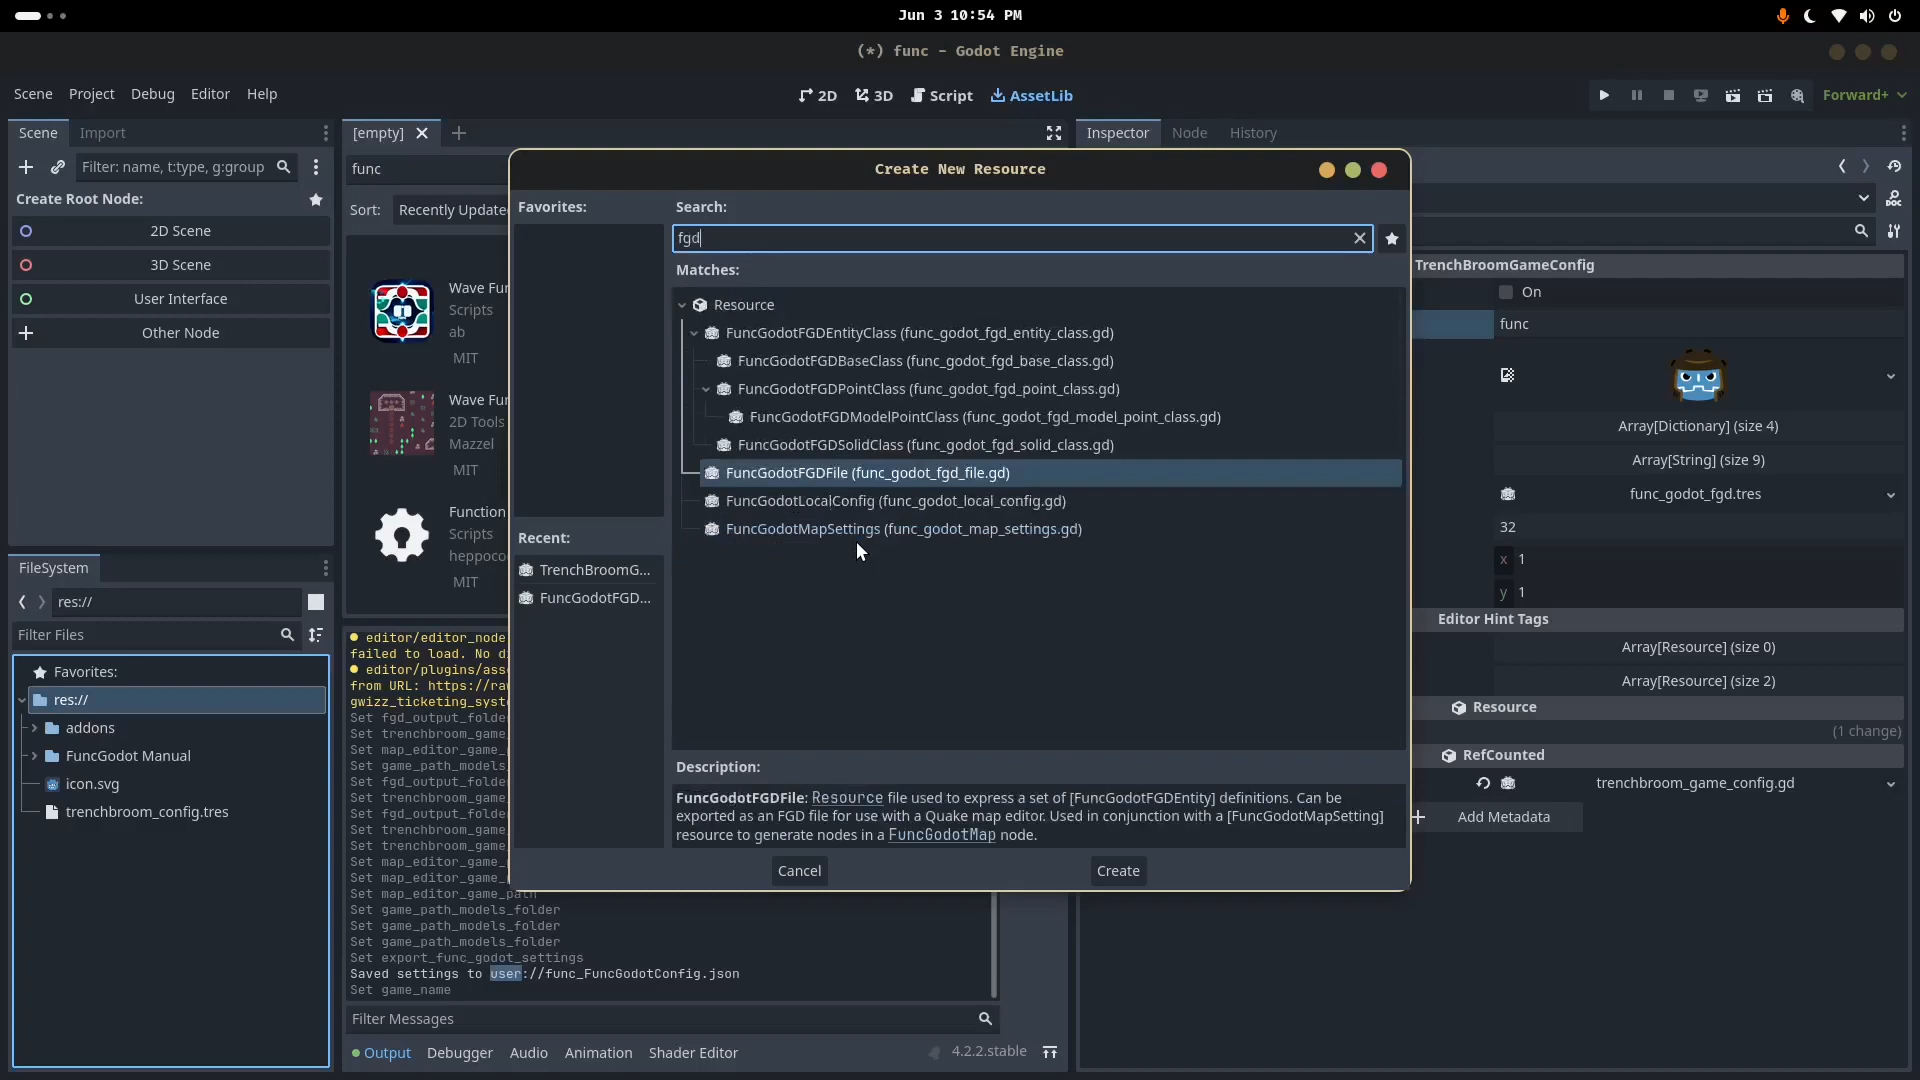 Jun 3 10:54 PM
(*) func - Godot Engine
Scene Project Debug Editor Help
2D 3D Script AssetLib
Forward+
Scene Import
Filter: name, t:type, g:group
Create Root Node:
2D Scene
3D Scene
User Interface
Other Node
FileSystem
res://
Filter Files
Favorites:
res://
addons
FuncGodot Manual
icon.svg
trenchbroom_config.tres
[empty]
func
Sort: Recently Update
Wave Fur
Scripts
ab
MIT
Wave Fur
2D Tools
Mazzel
MIT
Function
Scripts
heppoco
MIT
editor/editor_node
failed to load. No d
editor/plugins/ass
from URL: https://ra
gwizz_ticketing_syst
Set fgd_output_folde
Set trenchbroom_game_
Set map_editor_game_p
Set game_path_models_
Set fgd_output_folde
Set trenchbroom_game_
Set fgd_output_folde
Set trenchbroom_game_
Set trenchbroom_game_
Set map_editor_game_p
Set map_editor_game_p
Set map_editor_game_path
Set game_path_models_folder
Set game_path_models_folder
Set game_path_models_folder
Set export_func_godot_settings
Saved settings to user://func_FuncGodotConfig.json
Set game_name
Filter Messages
Output Debugger Audio Animation Shader Editor
4.2.2.stable
Create New Resource
Favorites:
Recent:
TrenchBroomG...
FuncGodotFGD...
Search:
fgd
Matches:
Resource
FuncGodotFGDEntityClass (func_godot_fgd_entity_class.gd)
FuncGodotFGDBaseClass (func_godot_fgd_base_class.gd)
FuncGodotFGDPointClass (func_godot_fgd_point_class.gd)
FuncGodotFGDModelPointClass (func_godot_fgd_model_point_class.gd)
FuncGodotFGDSolidClass (func_godot_fgd_solid_class.gd)
FuncGodotFGDFile (func_godot_fgd_file.gd)
FuncGodotLocalConfig (func_godot_local_config.gd)
FuncGodotMapSettings (func_godot_map_settings.gd)
Description:
FuncGodotFGDFile: Resource file used to express a set of [FuncGodotFGDEntity] definitions. Can be
exported as an FGD file for use with a Quake map editor. Used in conjunction with a [FuncGodotMapSetting]
resource to generate nodes in a FuncGodotMap node.
Cancel Create
Inspector Node History
DOC
TrenchBroomGameConfig
On
func
Array[Dictionary] (size 4)
Array[String] (size 9)
func_godot_fgd.tres
32
x 1
y 1
Editor Hint Tags
Array[Resource] (size 0)
Array[Resource] (size 2)
Resource
(1 change)
RefCounted
trenchbroom_game_config.gd
Add Metadata